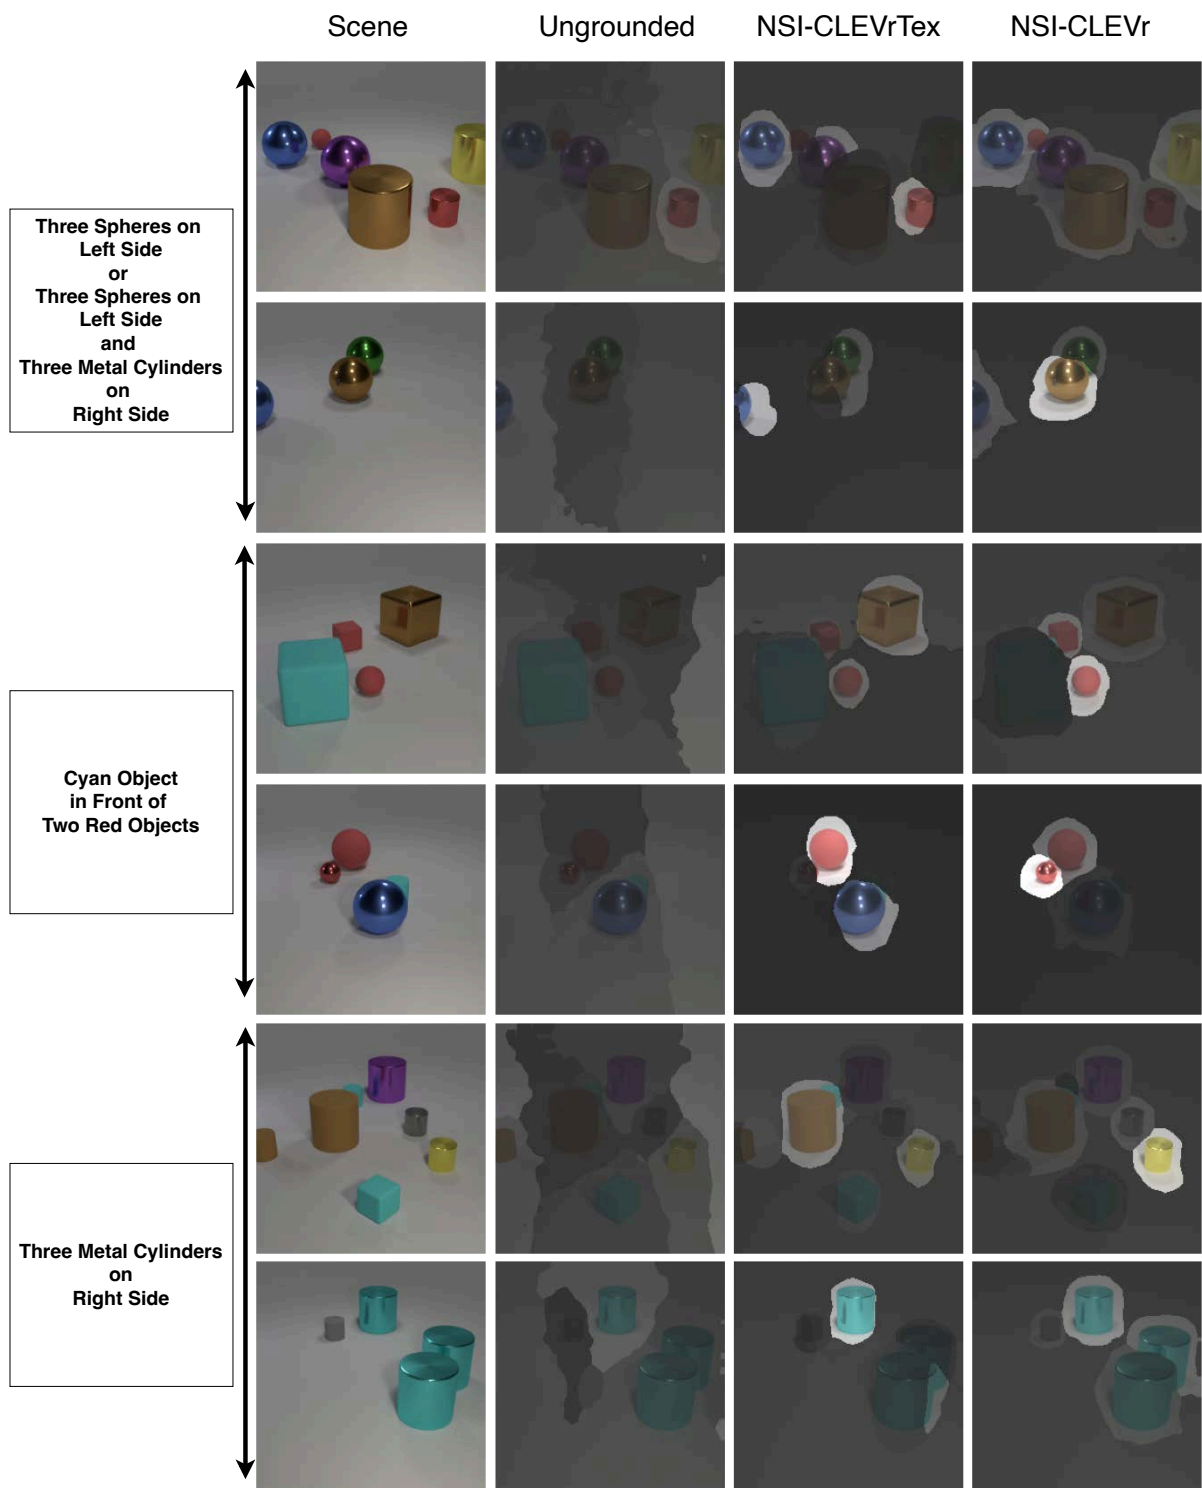 Scene Ungrounded NSI-CLEVrTex NSI-CLEVr
Three Spheres on
Left Side
or
Three Spheres on
Left Side
and
Three Metal Cylinders
on
Right Side
Cyan Object
in Front of
Two Red Objects
Three Metal Cylinders
on
Right Side